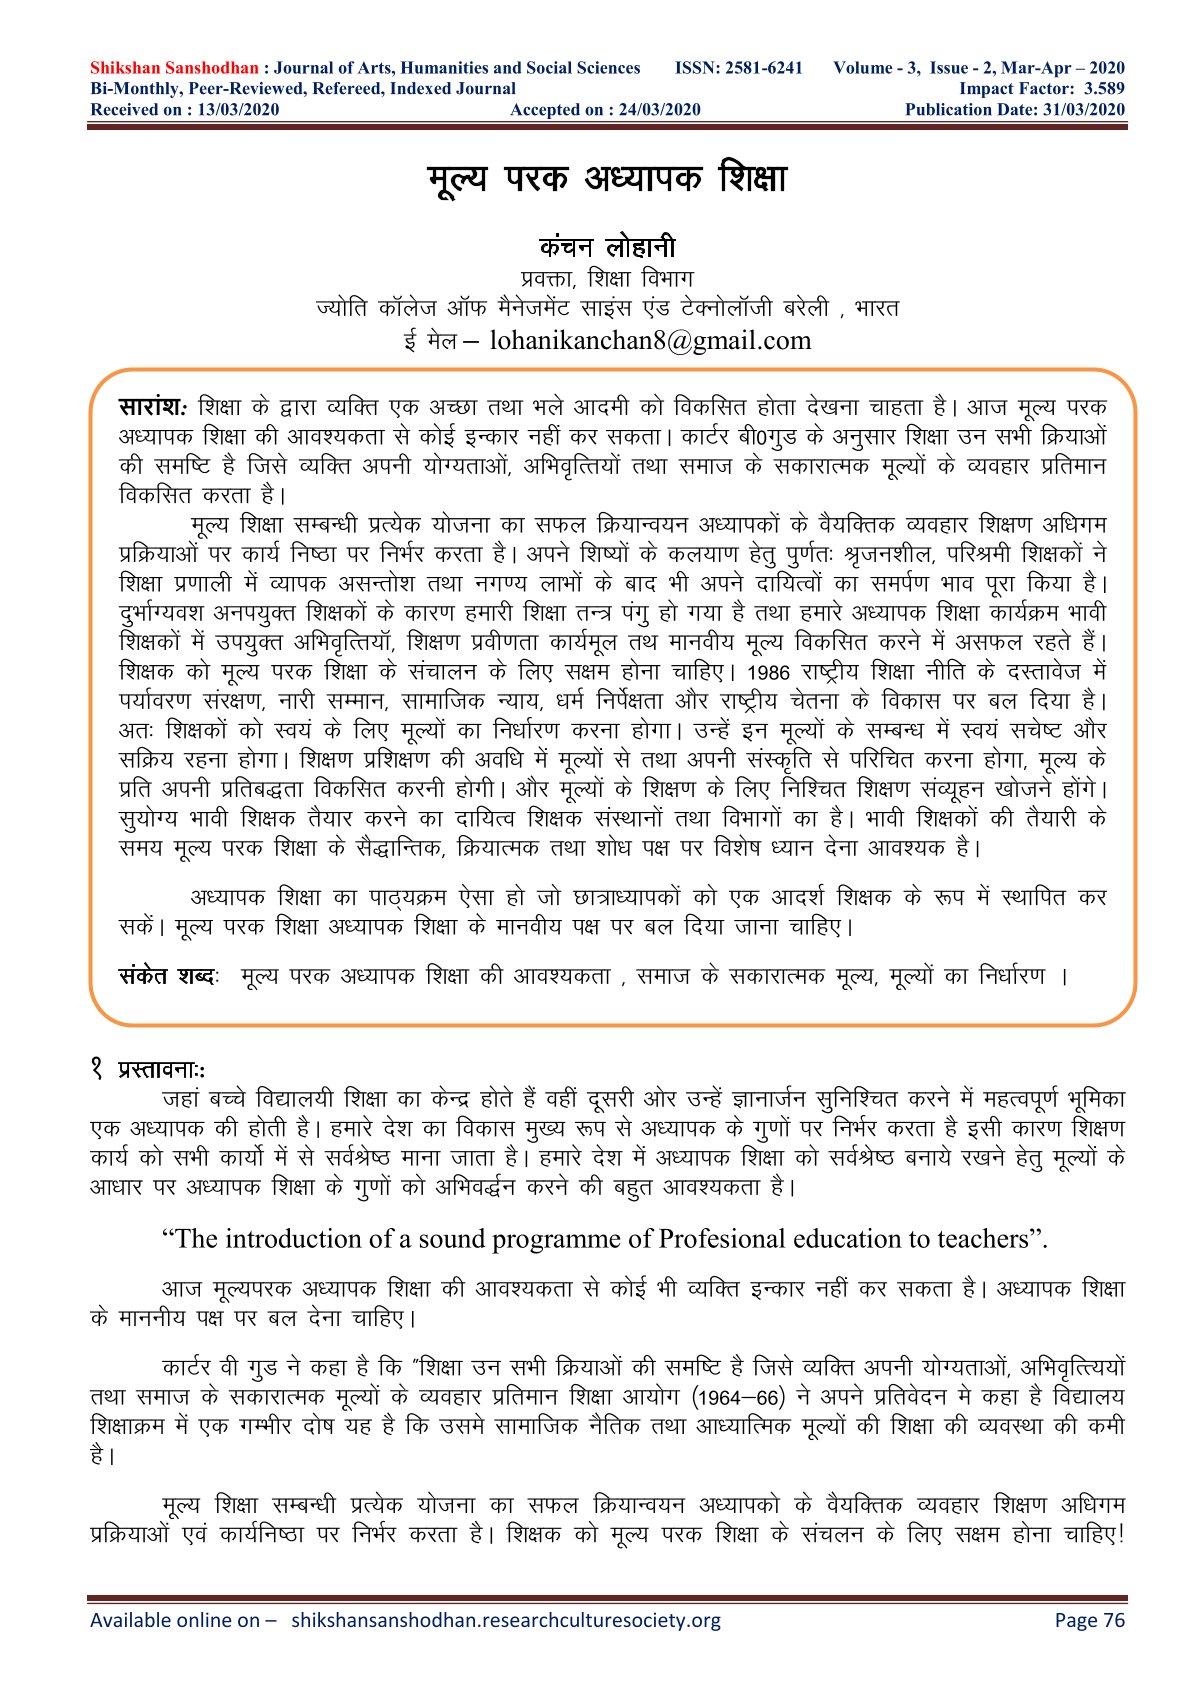 Shikshan Sanshodhan : Journal of Arts, Humanities and Social Sciences ISSN: 2581-6241 Volume - 3, Issue - 2, Mar-Apr – 2020
Bi-Monthly, Peer-Reviewed, Refereed, Indexed Journal Impact Factor: 3.589
Received on : 13/03/2020 Accepted on : 24/03/2020 Publication Date: 31/03/2020
मूल्य परक अध्यापक शिक्षा
कंचन लोहानी
प्रवक्ता, शिक्षा विभाग
ज्योति कॉलेज ऑफ मैनेजमेंट साइंस एंड टेक्नोलॉजी बरेली , भारत
ई मेल – lohanikanchan8@gmail.com
सारांश: शिक्षा के द्वारा व्यक्ति एक अच्छा तथा भले आदमी को विकसित होता देखना चाहता है। आज मूल्य परक
अध्यापक शिक्षा की आवश्यकता से कोई इन्कार नहीं कर सकता। कार्टर बी0गुड के अनुसार शिक्षा उन सभी क्रियाओं
की समष्टि है जिसे व्यक्ति अपनी योग्यताओं, अभिवृत्तियों तथा समाज के सकारात्मक मूल्यों के व्यवहार प्रतिमान
विकसित करता है।
मूल्य शिक्षा सम्बन्धी प्रत्येक योजना का सफल क्रियान्वयन अध्यापकों के वैयक्तिक व्यवहार शिक्षण अधिगम
प्रक्रियाओं पर कार्य निष्ठा पर निर्भर करता है। अपने शिष्यों के कलयाण हेतु पुर्णतः श्रृजनशील, परिश्रमी शिक्षकों ने
शिक्षा प्रणाली में व्यापक असन्तोश तथा नगण्य लाभों के बाद भी अपने दायित्वों का समर्पण भाव पूरा किया है।
दुर्भाग्यवश अनपयुक्त शिक्षकों के कारण हमारी शिक्षा तन्त्र पंगु हो गया है तथा हमारे अध्यापक शिक्षा कार्यक्रम भावी
शिक्षकों में उपयुक्त अभिवृत्तियॉ, शिक्षण प्रवीणता कार्यमूल तथ मानवीय मूल्य विकसित करने में असफल रहते हैं।
शिक्षक को मूल्य परक शिक्षा के संचालन के लिए सक्षम होना चाहिए। 1986 राष्ट्रीय शिक्षा नीति के दस्तावेज में
पर्यावरण संरक्षण, नारी सम्मान, सामाजिक न्याय, धर्म निर्पेक्षता और राष्ट्रीय चेतना के विकास पर बल दिया है।
अतः शिक्षकों को स्वयं के लिए मूल्यों का निर्धारण करना होगा। उन्हें इन मूल्यों के सम्बन्ध में स्वयं सचेष्ट और
सक्रिय रहना होगा। शिक्षण प्रशिक्षण की अवधि में मूल्यों से तथा अपनी संस्कृति से परिचित करना होगा, मूल्य के
प्रति अपनी प्रतिबद्धता विकसित करनी होगी। और मूल्यों के शिक्षण के लिए निश्चित शिक्षण संव्यूहन खोजने होंगे।
सुयोग्य भावी शिक्षक तैयार करने का दायित्व शिक्षक संस्थानों तथा विभागों का है। भावी शिक्षकों की तैयारी के
समय मूल्य परक शिक्षा के सैद्धान्तिक, क्रियात्मक तथा शोध पक्ष पर विशेष ध्यान देना आवश्यक है।
अध्यापक शिक्षा का पाठ्यक्रम ऐसा हो जो छात्राध्यापकों को एक आदर्श शिक्षक के रूप में स्थापित कर
सकें। मूल्य परक शिक्षा अध्यापक शिक्षा के मानवीय पक्ष पर बल दिया जाना चाहिए।
संकेत शब्दः मूल्य परक अध्यापक शिक्षा की आवश्यकता , समाज के सकारात्मक मूल्य, मूल्यों का निर्धारण ।
१ प्रस्तावनाः:
जहां बच्चे विद्यालयी शिक्षा का केन्द्र होते हैं वहीं दूसरी ओर उन्हें ज्ञानार्जन सुनिश्चित करने में महत्वपूर्ण भूमिका
एक अध्यापक की होती है। हमारे देश का विकास मुख्य रूप से अध्यापक के गुणों पर निर्भर करता है इसी कारण शिक्षण
कार्य को सभी कार्यो में से सर्वश्रेष्ठ माना जाता है। हमारे देश में अध्यापक शिक्षा को सर्वश्रेष्ठ बनाये रखने हेतु मूल्यों के
आधार पर अध्यापक शिक्षा के गुणों को अभिवर्द्धन करने की बहुत आवश्यकता है।
“The introduction of a sound programme of Profesional education to teachers”.
आज मूल्यपरक अध्यापक शिक्षा की आवश्यकता से कोई भी व्यक्ति इन्कार नहीं कर सकता है। अध्यापक शिक्षा
के माननीय पक्ष पर बल देना चाहिए।
कार्टर वी गुड ने कहा है कि "शिक्षा उन सभी क्रियाओं की समष्टि है जिसे व्यक्ति अपनी योग्यताओं, अभिवृत्त्तियों
तथा समाज के सकारात्मक मूल्यों के व्यवहार प्रतिमान शिक्षा आयोग (1964–66) ने अपने प्रतिवेदन मे कहा है विद्यालय
शिक्षाक्रम में एक गम्भीर दोष यह है कि उसमे सामाजिक नैतिक तथा आध्यात्मिक मूल्यों की शिक्षा की व्यवस्था की कमी
है।
मूल्य शिक्षा सम्बन्धी प्रत्येक योजना का सफल क्रियान्वयन अध्यापको के वैयक्तिक व्यवहार शिक्षण अधिगम
प्रक्रियाओं एवं कार्यनिष्ठा पर निर्भर करता है। शिक्षक को मूल्य परक शिक्षा के संचलन के लिए सक्षम होना चाहिए!
Available online on – shikshansanshodhan.researchculturesociety.org Page 76